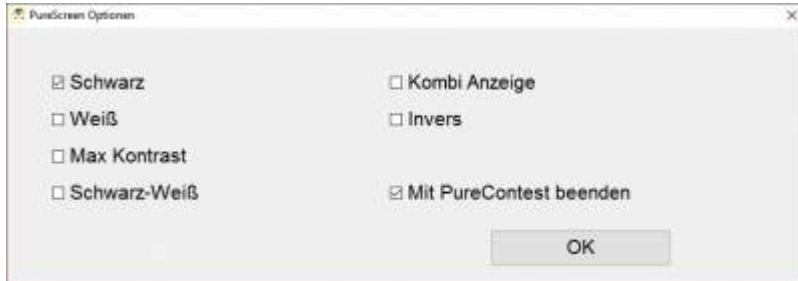 PureScreen Optionen
Schwarz
Kombi Anzeige
Weiß
Invers
Max Kontrast
Schwarz-Weiß
Mit PureContest beenden
OK